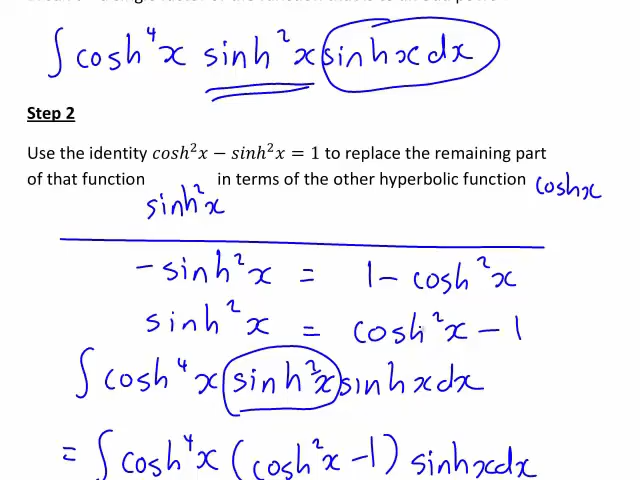 ∫ cosh⁴x sinh²x sinhx dx
Step 2
Use the identity cosh²x − sinh²x = 1 to replace the remaining part
of that function sinh²x in terms of the other hyperbolic function coshx
−sinh²x = 1 − cosh²x
sinh²x = cosh²x − 1
∫ cosh⁴x sinh²x sinhx dx
= ∫ cosh⁴x (cosh²x − 1) sinhx dx